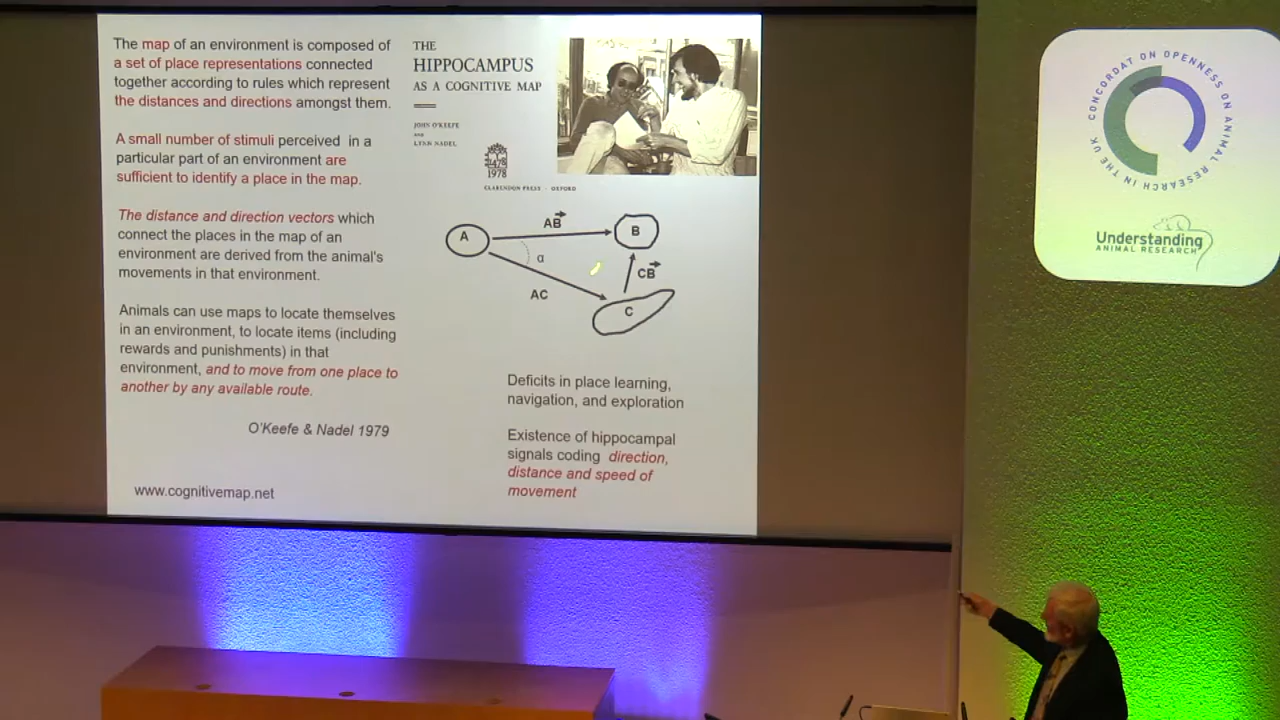 The map of an environment is composed of
a set of place representations connected
together according to rules which represent
the distances and directions amongst them.
A small number of stimuli perceived in a
particular part of an environment are
sufficient to identify a place in the map.
The distance and direction vectors which
connect the places in the map of an
environment are derived from the animal's
movements in that environment.
Animals can use maps to locate themselves
in an environment, to locate items (including
rewards and punishments) in that
environment, and to move from one place to
another by any available route.
O'Keefe & Nadel 1979
www.cognitivemap.net
THE
HIPPOCAMPUS
AS A COGNITIVE MAP
JOHN O'KEEFE
AND
LYNN NADEL
1478
1978
CLARENDON PRESS · OXFORD
A
AB
B
α
CB
AC
C
Deficits in place learning,
navigation, and exploration
Existence of hippocampal
signals coding direction,
distance and speed of
movement
CONCORDAT ON OPENNESS ON ANIMAL RESEARCH IN THE UK
Understanding
ANIMAL RESEARCH